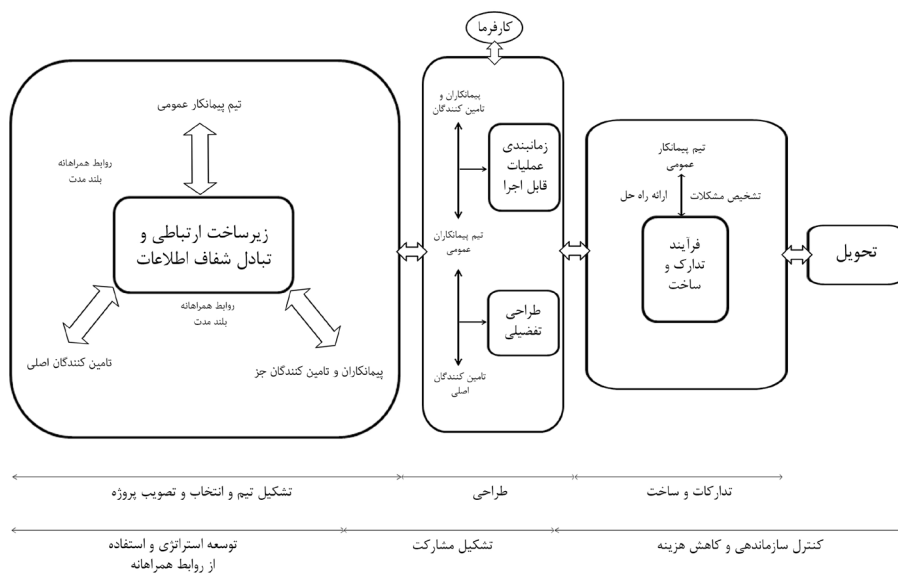 کارفرما
تیم پیمانکار عمومی
روابط همراهانه
بلند مدت
زیرساخت ارتباطی و
تبادل شفاف اطلاعات
روابط همراهانه
بلند مدت
تامین کنندگان اصلی
پیمانکاران و تامین کنندگان جز
پیمانکاران و
تامین کنندگان
زمانبندی
عملیات
قابل اجرا
تیم پیمانکاران
عمومی
طراحی
تفضیلی
تامین کنندگان
اصلی
تیم پیمانکار
عمومی
تشخیص مشکلات
ارائه راه حل
فرآیند
تدارک و
ساخت
تحویل
تشکیل تیم و انتخاب و تصویب پروژه
طراحی
تدارکات و ساخت
توسعه استراتژی و استفاده
از روابط همراهانه
تشکیل مشارکت
کنترل سازماندهی و کاهش هزینه